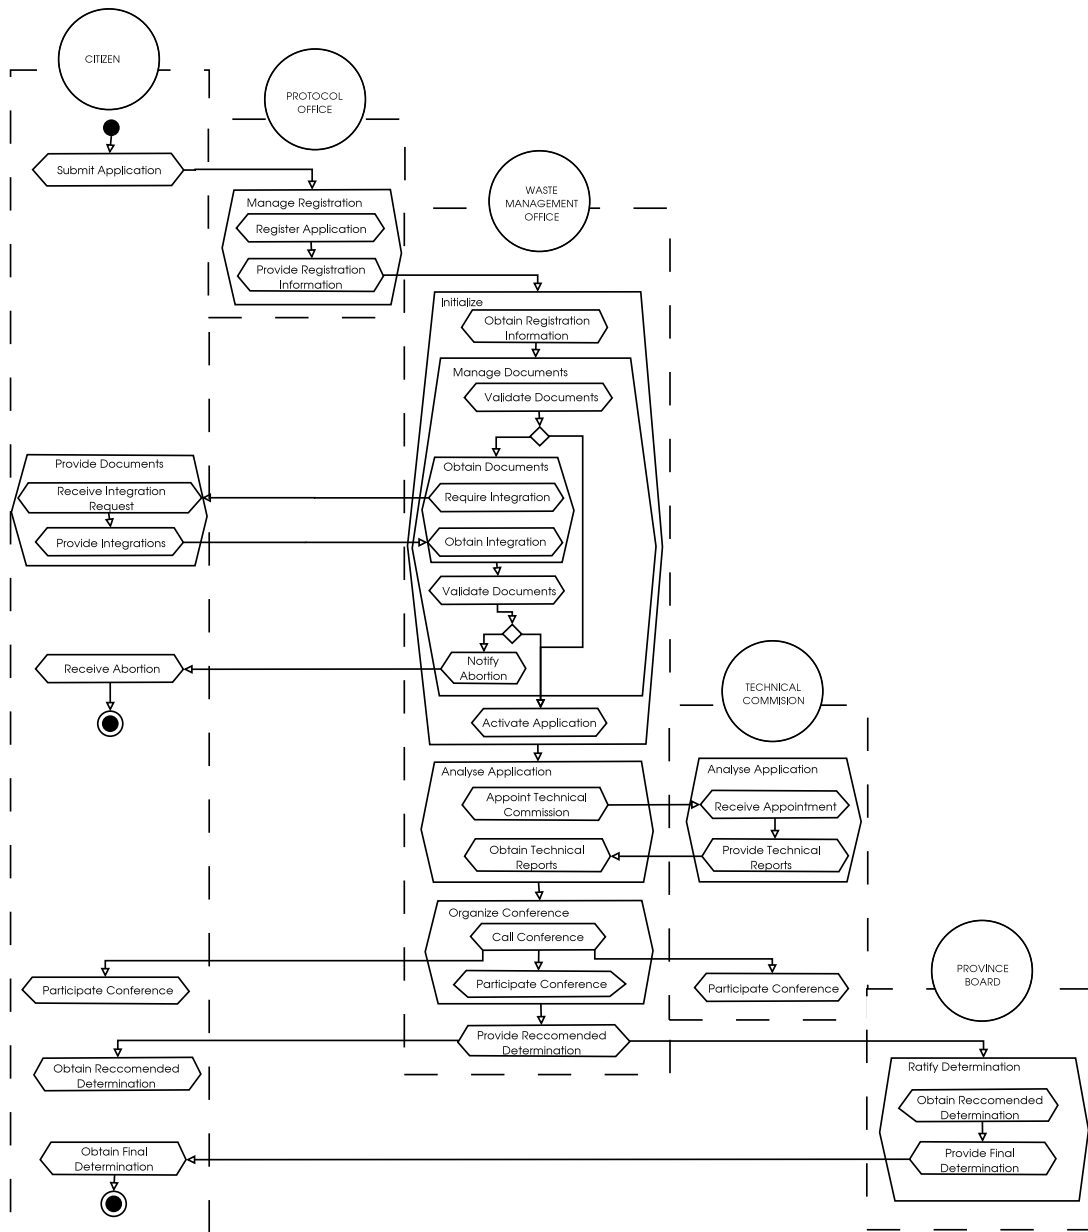 CITIZEN
PROTOCOL
OFFICE
Submit Application
WASTE
MANAGEMENT
OFFICE
Manage Registration
Register Application
Provide Registration
Information
Initialize
Obtain Registration
Information
Manage Documents
Validate Documents
Provide Documents
Receive Integration
Request
Provide Integrations
Obtain Documents
Require Integration
Obtain Integration
Validate Documents
Receive Abortion
Notify
Abortion
TECHNICAL
COMMISION
Activate Application
Analyse Application
Appoint Technical
Commission
Obtain Technical
Reports
Analyse Application
Receive Appointment
Provide Technical
Reports
Organize Conference
Call Conference
Participate Conference
Participate Conference
Participate Conference
PROVINCE
BOARD
Provide Reccomended
Determination
Obtain Reccomended
Determination
Ratify Determination
Obtain Reccomended
Determination
Provide Final
Determination
Obtain Final
Determination